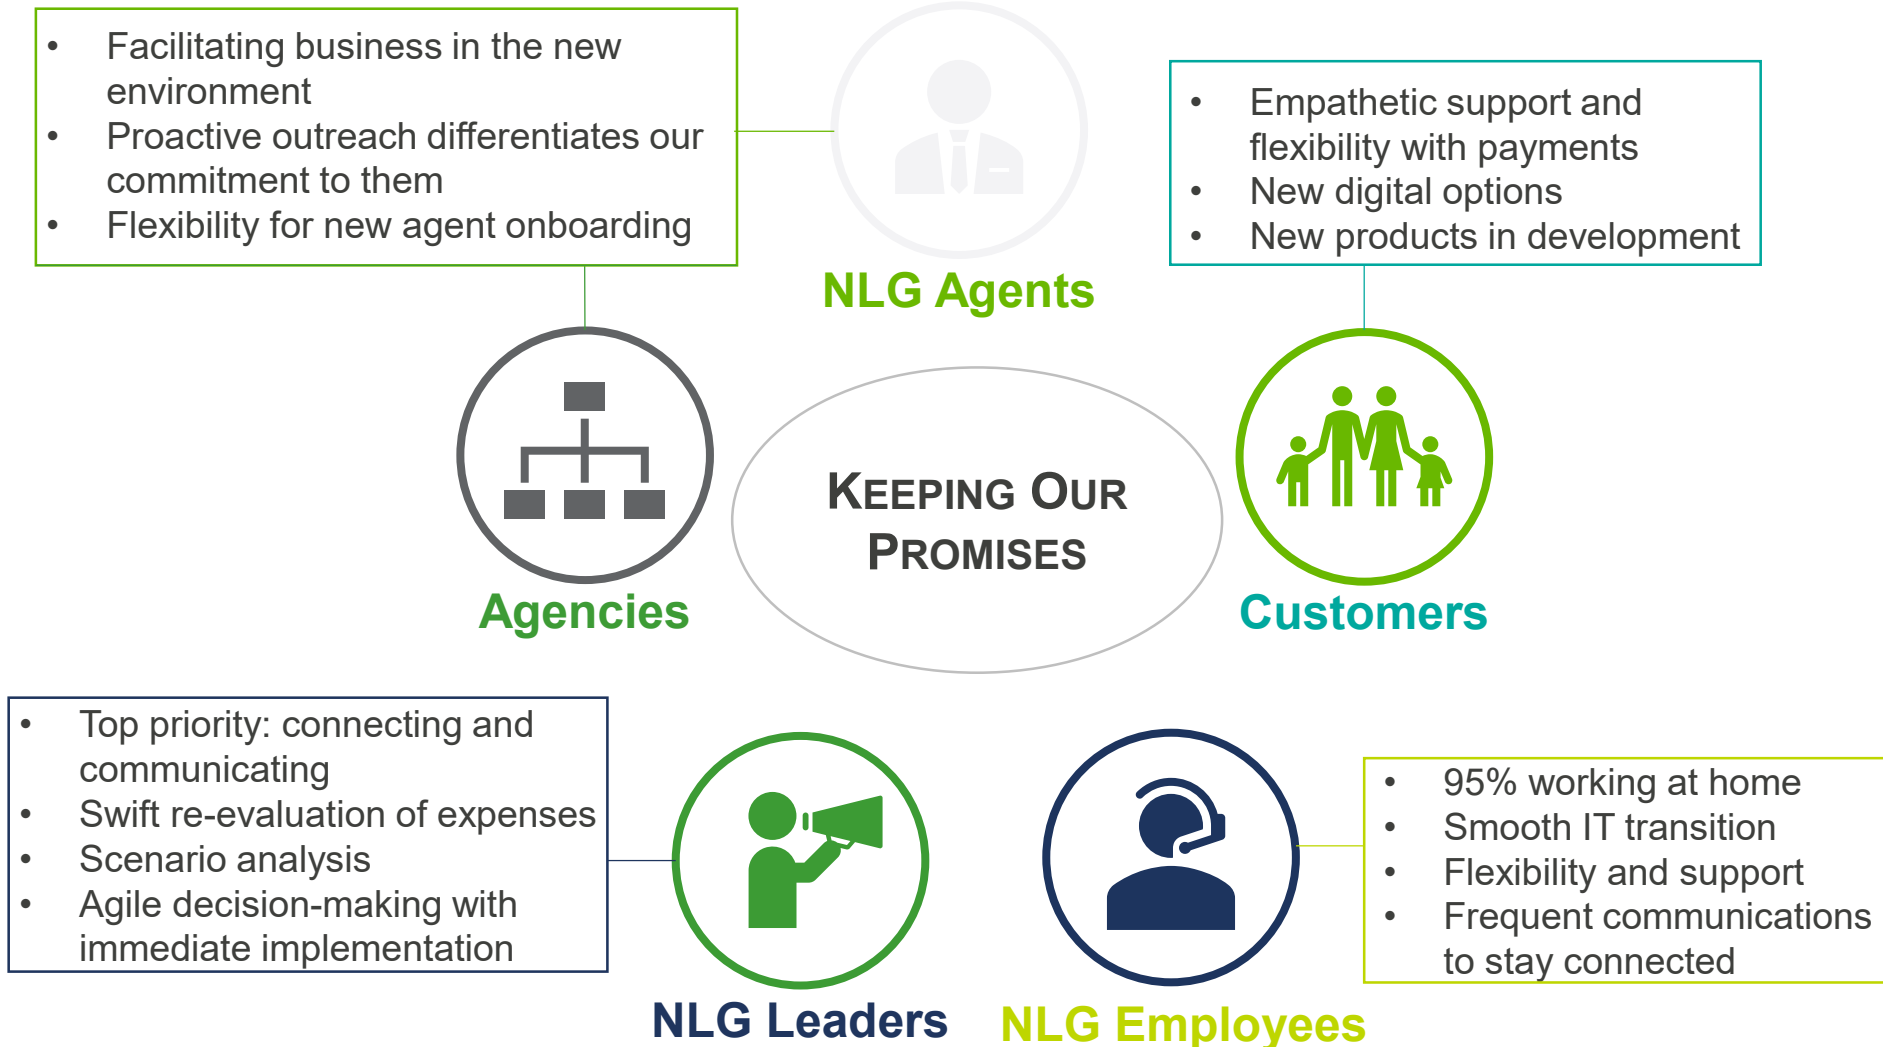 • Facilitating business in the new
environment
• Proactive outreach differentiates our
commitment to them
• Flexibility for new agent onboarding
NLG Agents
• Empathetic support and
flexibility with payments
• New digital options
• New products in development
Agencies
KEEPING OUR
PROMISES
Customers
• Top priority: connecting and
communicating
• Swift re-evaluation of expenses
• Scenario analysis
• Agile decision-making with
immediate implementation
NLG Leaders
• 95% working at home
• Smooth IT transition
• Flexibility and support
• Frequent communications
to stay connected
NLG Employees